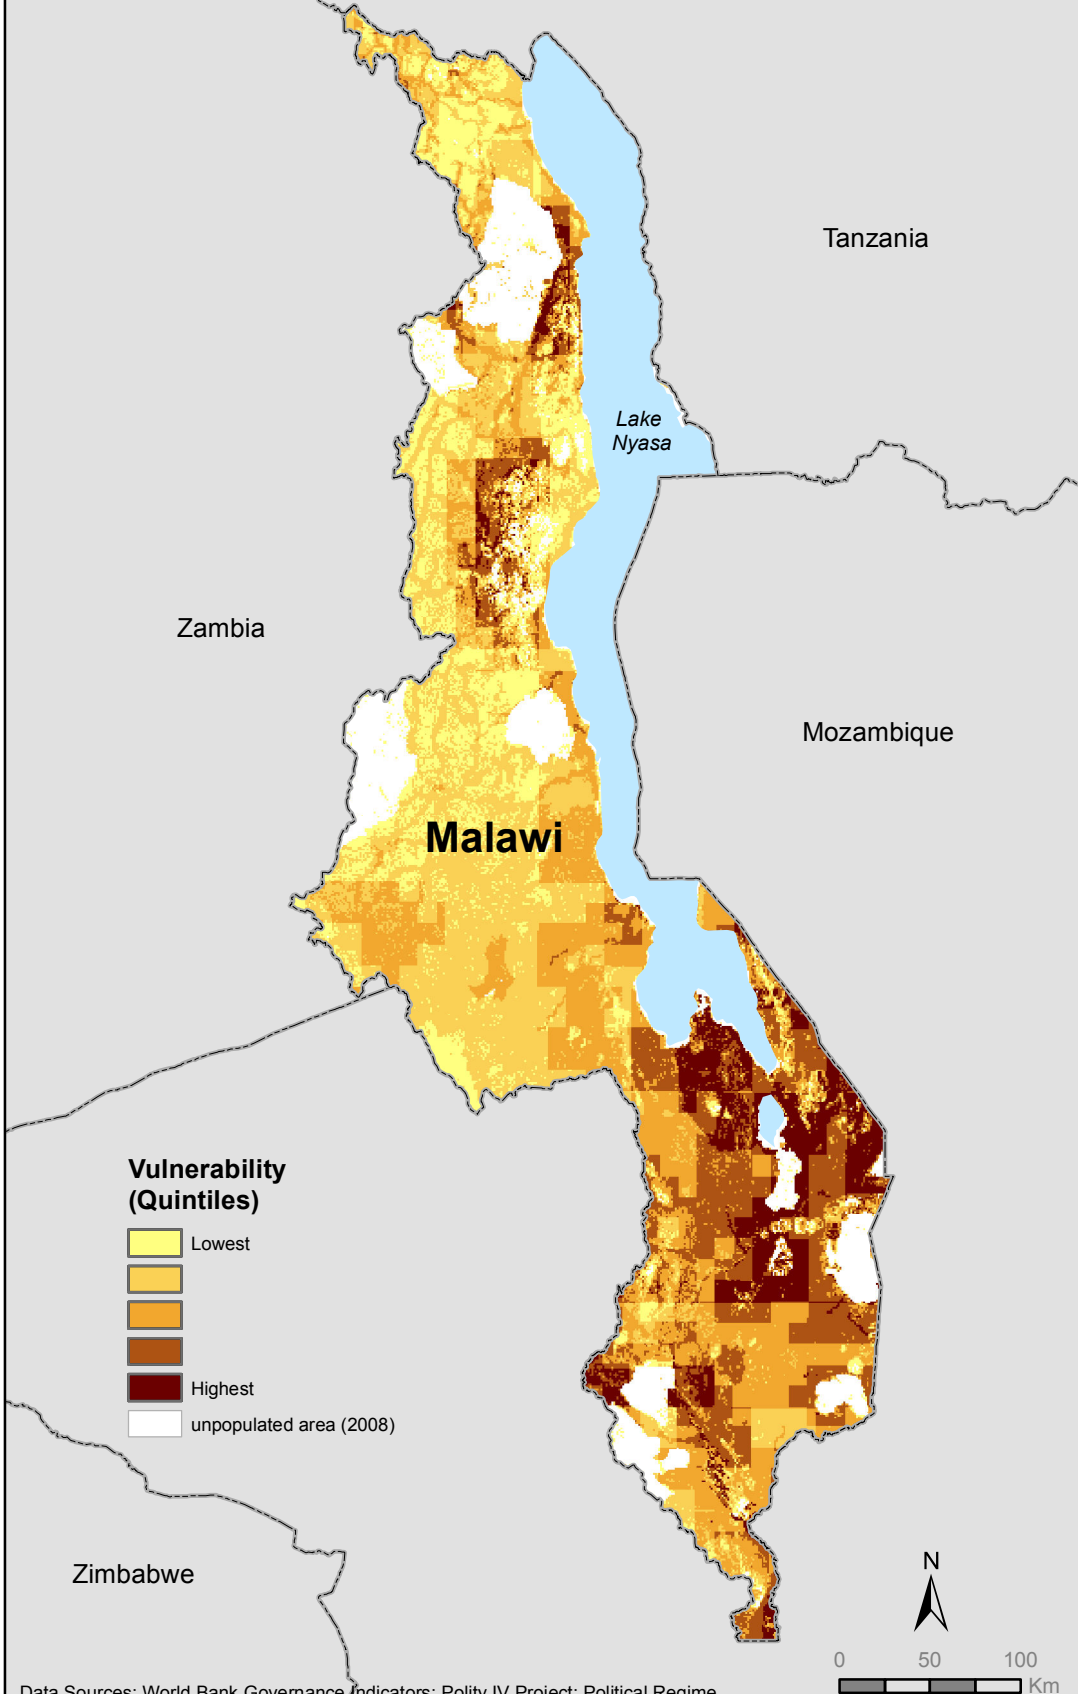 Tanzania
Lake
Nyasa
Zambia
Mozambique
Malawi
Vulnerability
(Quintiles)
Lowest
Highest
unpopulated area (2008)
Zimbabwe
N
0 50 100
Km
Data Sources: World Bank Governance Indicators; Polity IV Project; Political Regime